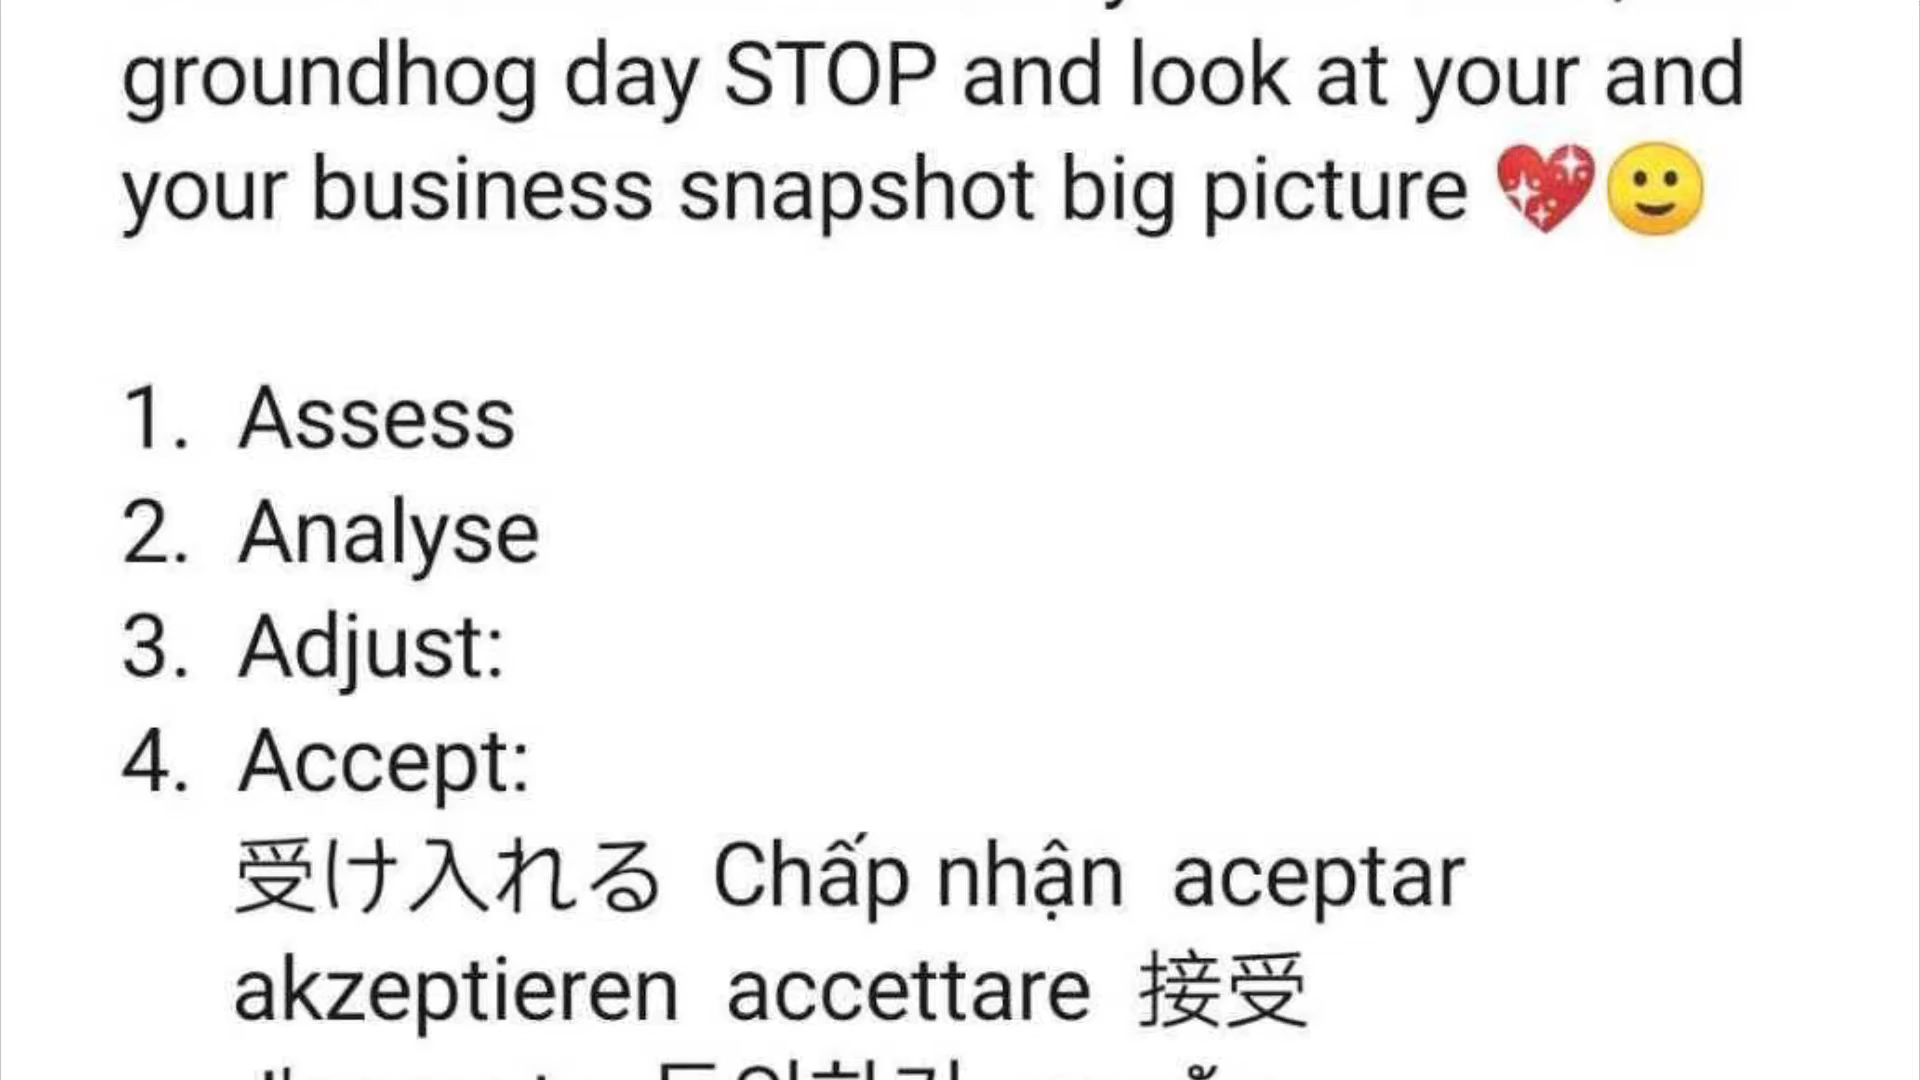 groundhog day STOP and look at your and
your business snapshot big picture 💖🙂
1. Assess
2. Analyse
3. Adjust:
4. Accept:
受け入れる Chấp nhận aceptar
akzeptieren accettare 接受